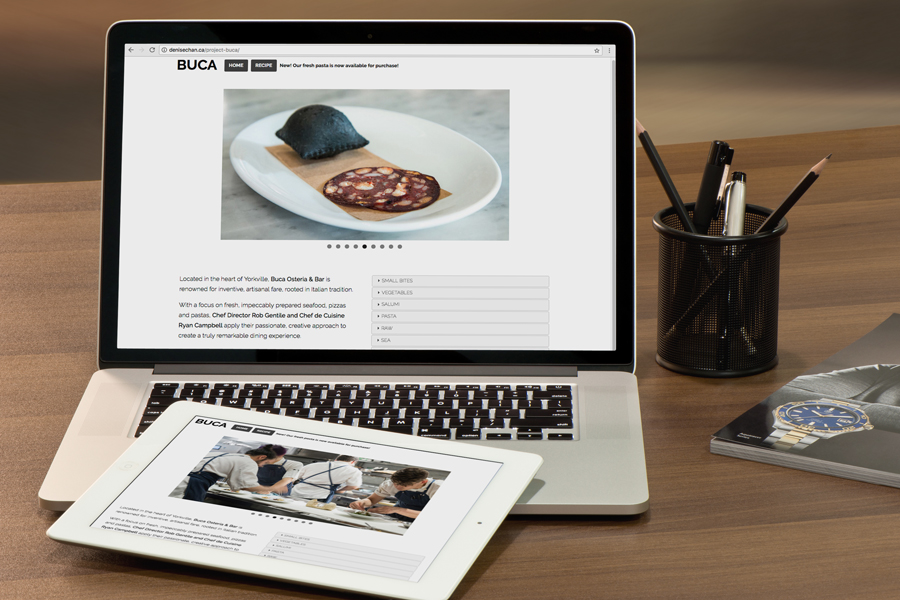 denisechan.ca/project-buca/
BUCA HOME RECIPE New! Our fresh pasta is now available for purchase!
Located in the heart of Yorkville, Buca Osteria & Bar is
renowned for inventive, artisanal fare, rooted in Italian tradition.
With a focus on fresh, impeccably prepared seafood, pizzas
and pastas, Chef Director Rob Gentile and Chef de Cuisine
Ryan Campbell apply their passionate, creative approach to
create a truly remarkable dining experience.
SMALL BITES
VEGETABLES
SALUMI
PASTA
RAW
SEA
BUCA New! Our fresh pasta is now available for purchase!
Located in the heart of Yorkville, Buca Osteria & Bar is
renowned for inventive, artisanal fare, rooted in Italian tradition.
With a focus on fresh, impeccably prepared seafood, pizzas
and pastas, Chef Director Rob Gentile and Chef de Cuisine
Ryan Campbell apply their passionate, creative approach to
SMALL BITES
VEGETABLES
SALUMI
PASTA